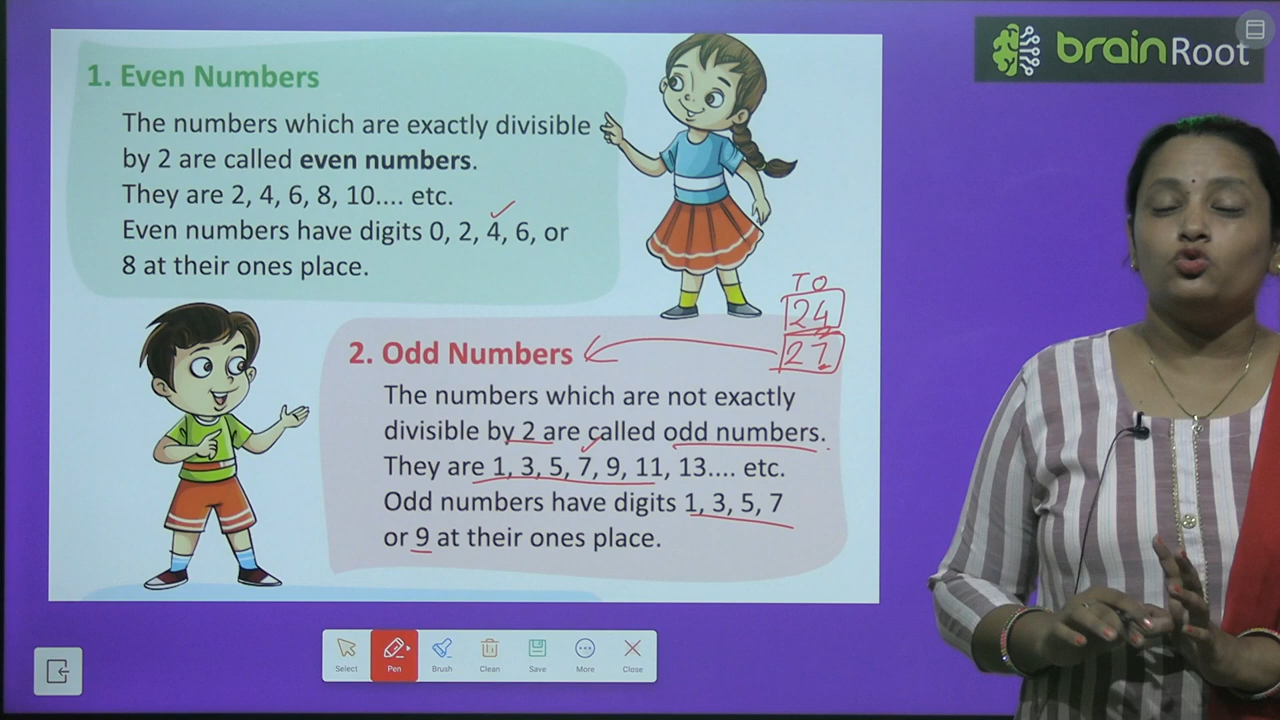 brainRoot
1. Even Numbers
The numbers which are exactly divisible
by 2 are called even numbers.
They are 2, 4, 6, 8, 10.... etc.
Even numbers have digits 0, 2, 4, 6, or
8 at their ones place.
T O
24
27
2. Odd Numbers
The numbers which are not exactly
divisible by 2 are called odd numbers.
They are 1, 3, 5, 7, 9, 11, 13.... etc.
Odd numbers have digits 1, 3, 5, 7
or 9 at their ones place.
Select Pen Brush Clean Save More Close